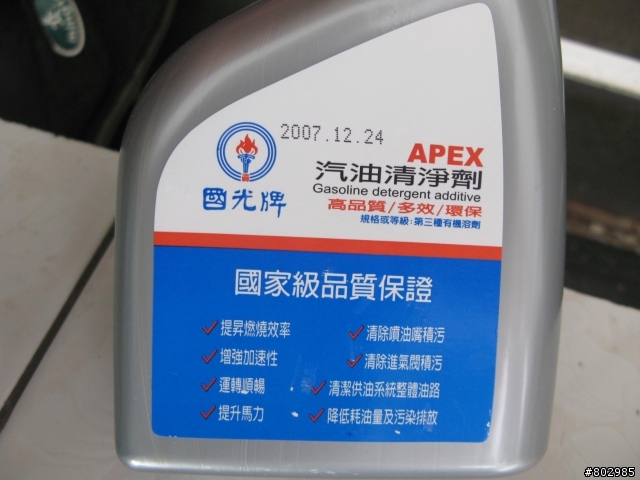 2007.12.24
APEX
國光牌
汽油清淨劑
Gasoline detergent additive
高品質/多效/環保
規格或等級:第三種有機溶劑
國家級品質保證
提昇燃燒效率
增強加速性
運轉順暢
提升馬力
清除噴油嘴積污
清除進氣閥積污
清潔供油系統整體油路
降低耗油量及污染排放
#802985